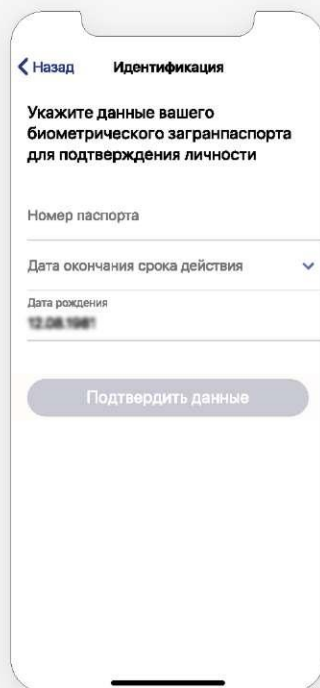 Назад
Идентификация
Укажите данные вашего
биометрического загранпаспорта
для подтверждения личности
Номер паспорта
Дата окончания срока действия
Дата рождения
Подтвердить данные